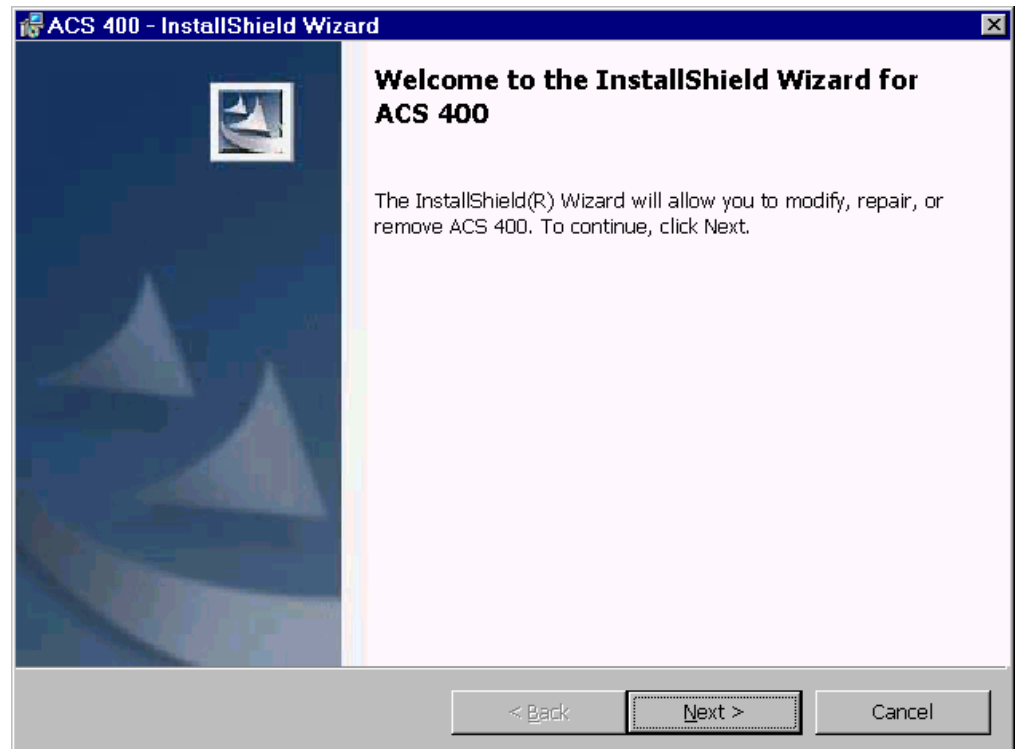 ACS 400 - InstallShield Wizard
Welcome to the InstallShield Wizard for
ACS 400
The InstallShield(R) Wizard will allow you to modify, repair, or
remove ACS 400. To continue, click Next.
< Back
Next >
Cancel